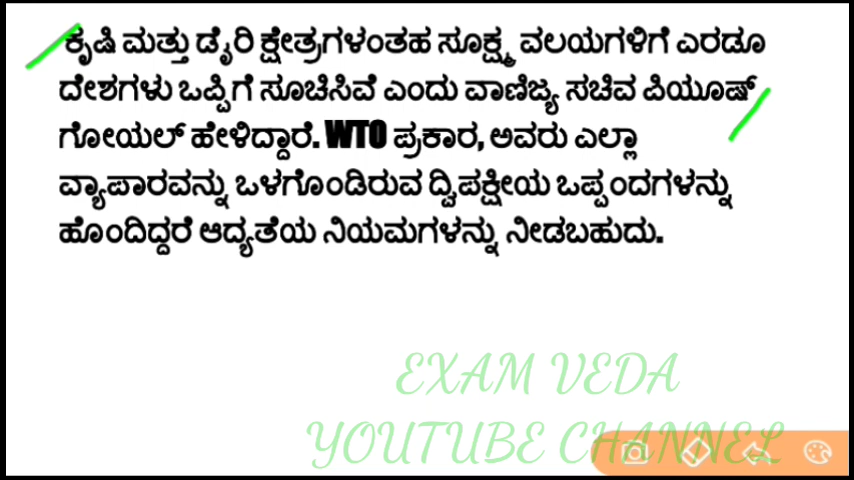 ಕೃಷಿ ಮತ್ತು ಡೈರಿ ಕ್ಷೇತ್ರಗಳಂತಹ ಸೂಕ್ಷ್ಮ ವಲಯಗಳಿಗೆ ಎರಡೂ
ದೇಶಗಳು ಒಪ್ಪಿಗೆ ಸೂಚಿಸಿವೆ ಎಂದು ವಾಣಿಜ್ಯ ಸಚಿವ ಪಿಯೂಷ್
ಗೋಯಲ್ ಹೇಳಿದ್ದಾರೆ. WTO ಪ್ರಕಾರ, ಅವರು ಎಲ್ಲಾ
ವ್ಯಾಪಾರವನ್ನು ಒಳಗೊಂಡಿರುವ ದ್ವಿಪಕ್ಷೀಯ ಒಪ್ಪಂದಗಳನ್ನು
ಹೊಂದಿದ್ದರೆ ಆದ್ಯತೆಯ ನಿಯಮಗಳನ್ನು ನೀಡಬಹುದು.
EXAM VEDA
YOUTUBE CHANNEL